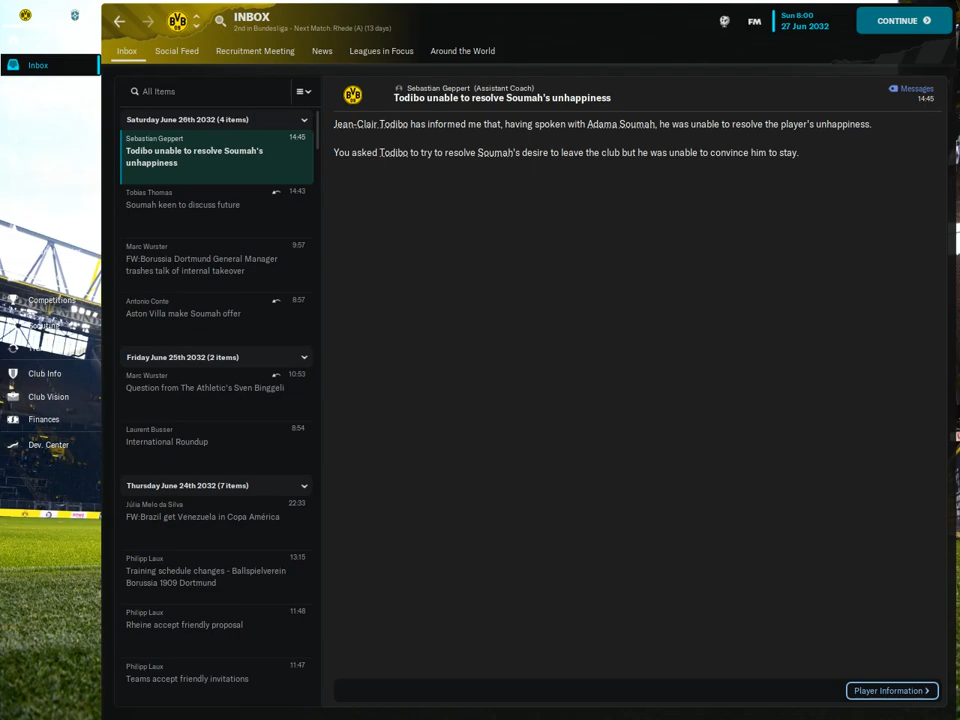 INBOX
2nd in Bundesliga - Next Match: Rhede (A) (13 days)
FM
Sun 8:00
27 Jun 2032
CONTINUE
Inbox
Social Feed
Recruitment Meeting
News
Leagues in Focus
Around the World
Inbox
Competitions
Club Info
Club Vision
Finances
Dev. Center
All Items
Saturday June 26th 2032 (4 items)
Sebastian Geppert
14:45
Todibo unable to resolve Soumah's
unhappiness
Tobias Thomas
14:43
Soumah keen to discuss future
Marc Wurster
9:57
FW:Borussia Dortmund General Manager
trashes talk of internal takeover
Antonio Conte
8:57
Aston Villa make Soumah offer
Friday June 25th 2032 (2 items)
Marc Wurster
10:53
Question from The Athletic's Sven Binggeli
Laurent Busser
8:54
International Roundup
Thursday June 24th 2032 (7 items)
Júlia Melo da Silva
22:33
FW:Brazil get Venezuela in Copa América
Philipp Laux
13:15
Training schedule changes - Ballspielverein
Borussia 1909 Dortmund
Philipp Laux
11:48
Rheine accept friendly proposal
Philipp Laux
11:47
Teams accept friendly invitations
Sebastian Geppert (Assistant Coach)
Todibo unable to resolve Soumah's unhappiness
Messages
14:45
Jean-Clair Todibo has informed me that, having spoken with Adama Soumah, he was unable to resolve the player's unhappiness.
You asked Todibo to try to resolve Soumah's desire to leave the club but he was unable to convince him to stay.
Player Information